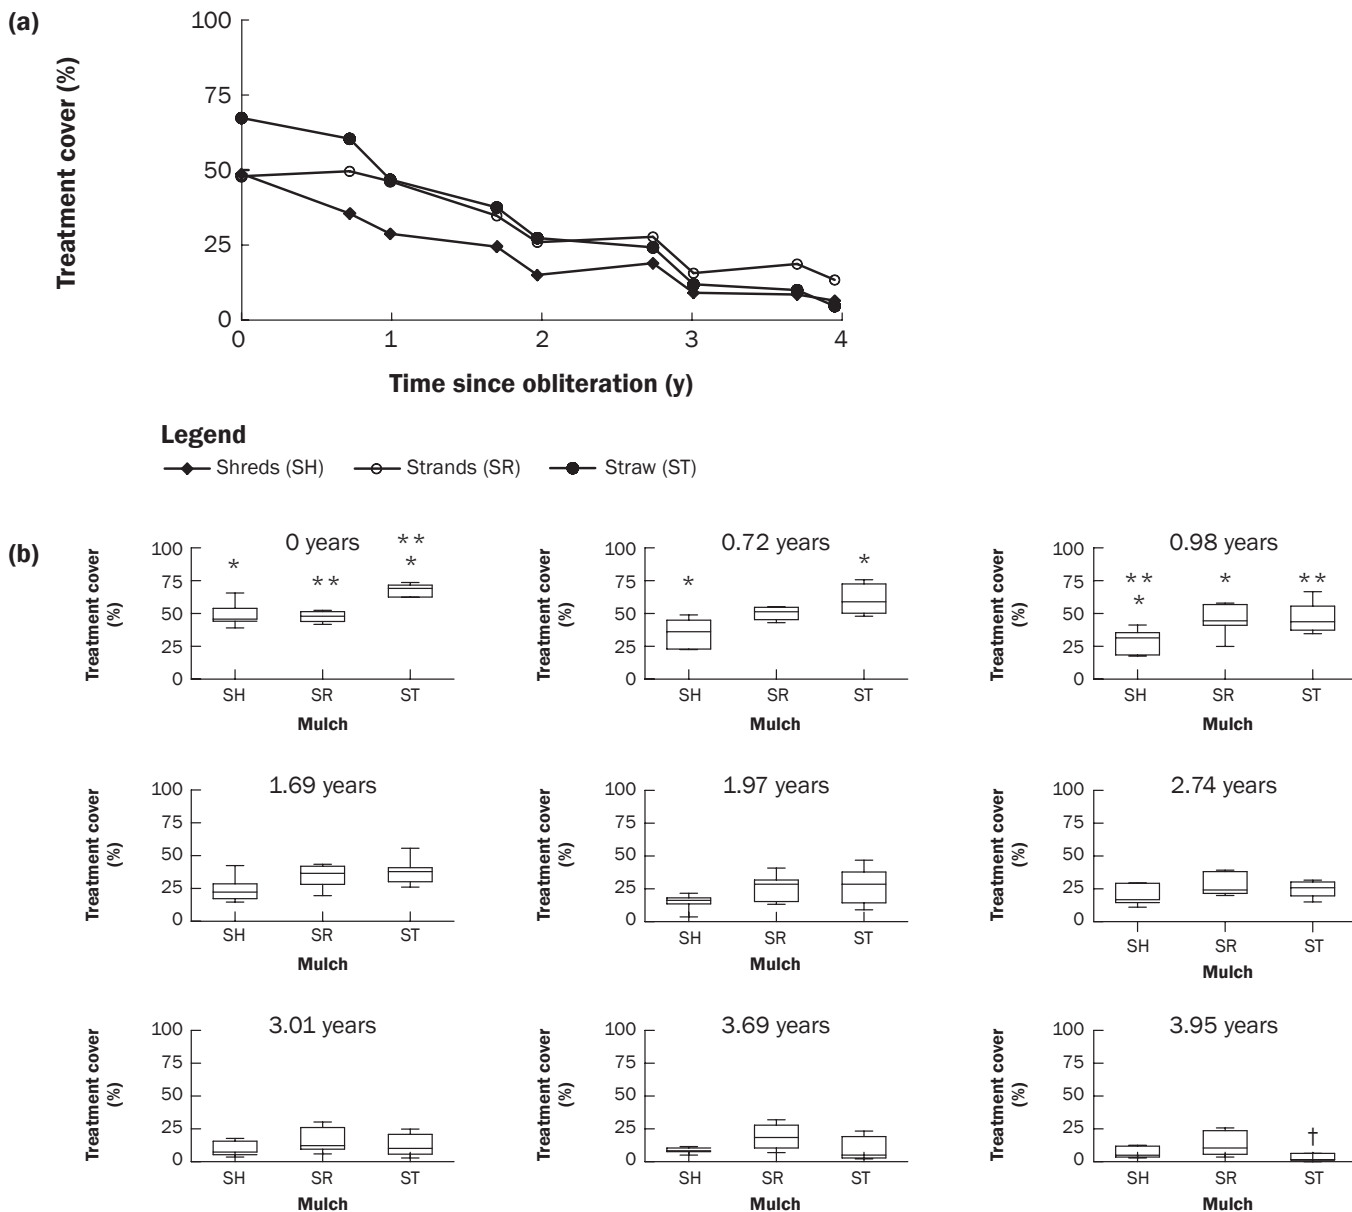 (a)
Treatment cover (%)
100
75
50
25
0
0 1 2 3 4
Time since obliteration (y)
Legend
Shreds (SH) Strands (SR) Straw (ST)
(b)
Treatment cover (%)
100
75
50
25
0
0 years
* ** ** *
SH SR ST
Mulch
Treatment cover (%)
100
75
50
25
0
0.72 years
* *
SH SR ST
Mulch
Treatment cover (%)
100
75
50
25
0
0.98 years
** * * **
SH SR ST
Mulch
Treatment cover (%)
100
75
50
25
0
1.69 years
SH SR ST
Mulch
Treatment cover (%)
100
75
50
25
0
1.97 years
SH SR ST
Mulch
Treatment cover (%)
100
75
50
25
0
2.74 years
SH SR ST
Mulch
Treatment cover (%)
100
75
50
25
0
3.01 years
SH SR ST
Mulch
Treatment cover (%)
100
75
50
25
0
3.69 years
SH SR ST
Mulch
Treatment cover (%)
100
75
50
25
0
3.95 years
†
SH SR ST
Mulch